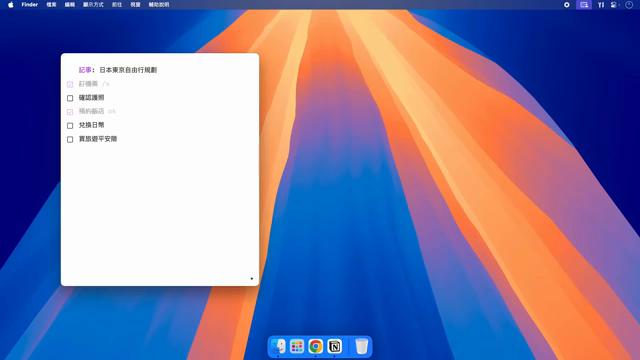 Finder 檔案 編輯 顯示方式 前往 視窗 輔助說明
記事: 日本東京自由行規劃
訂機票 /x
確認護照
預約飯店 ok
兌換日幣
買旅遊平安險